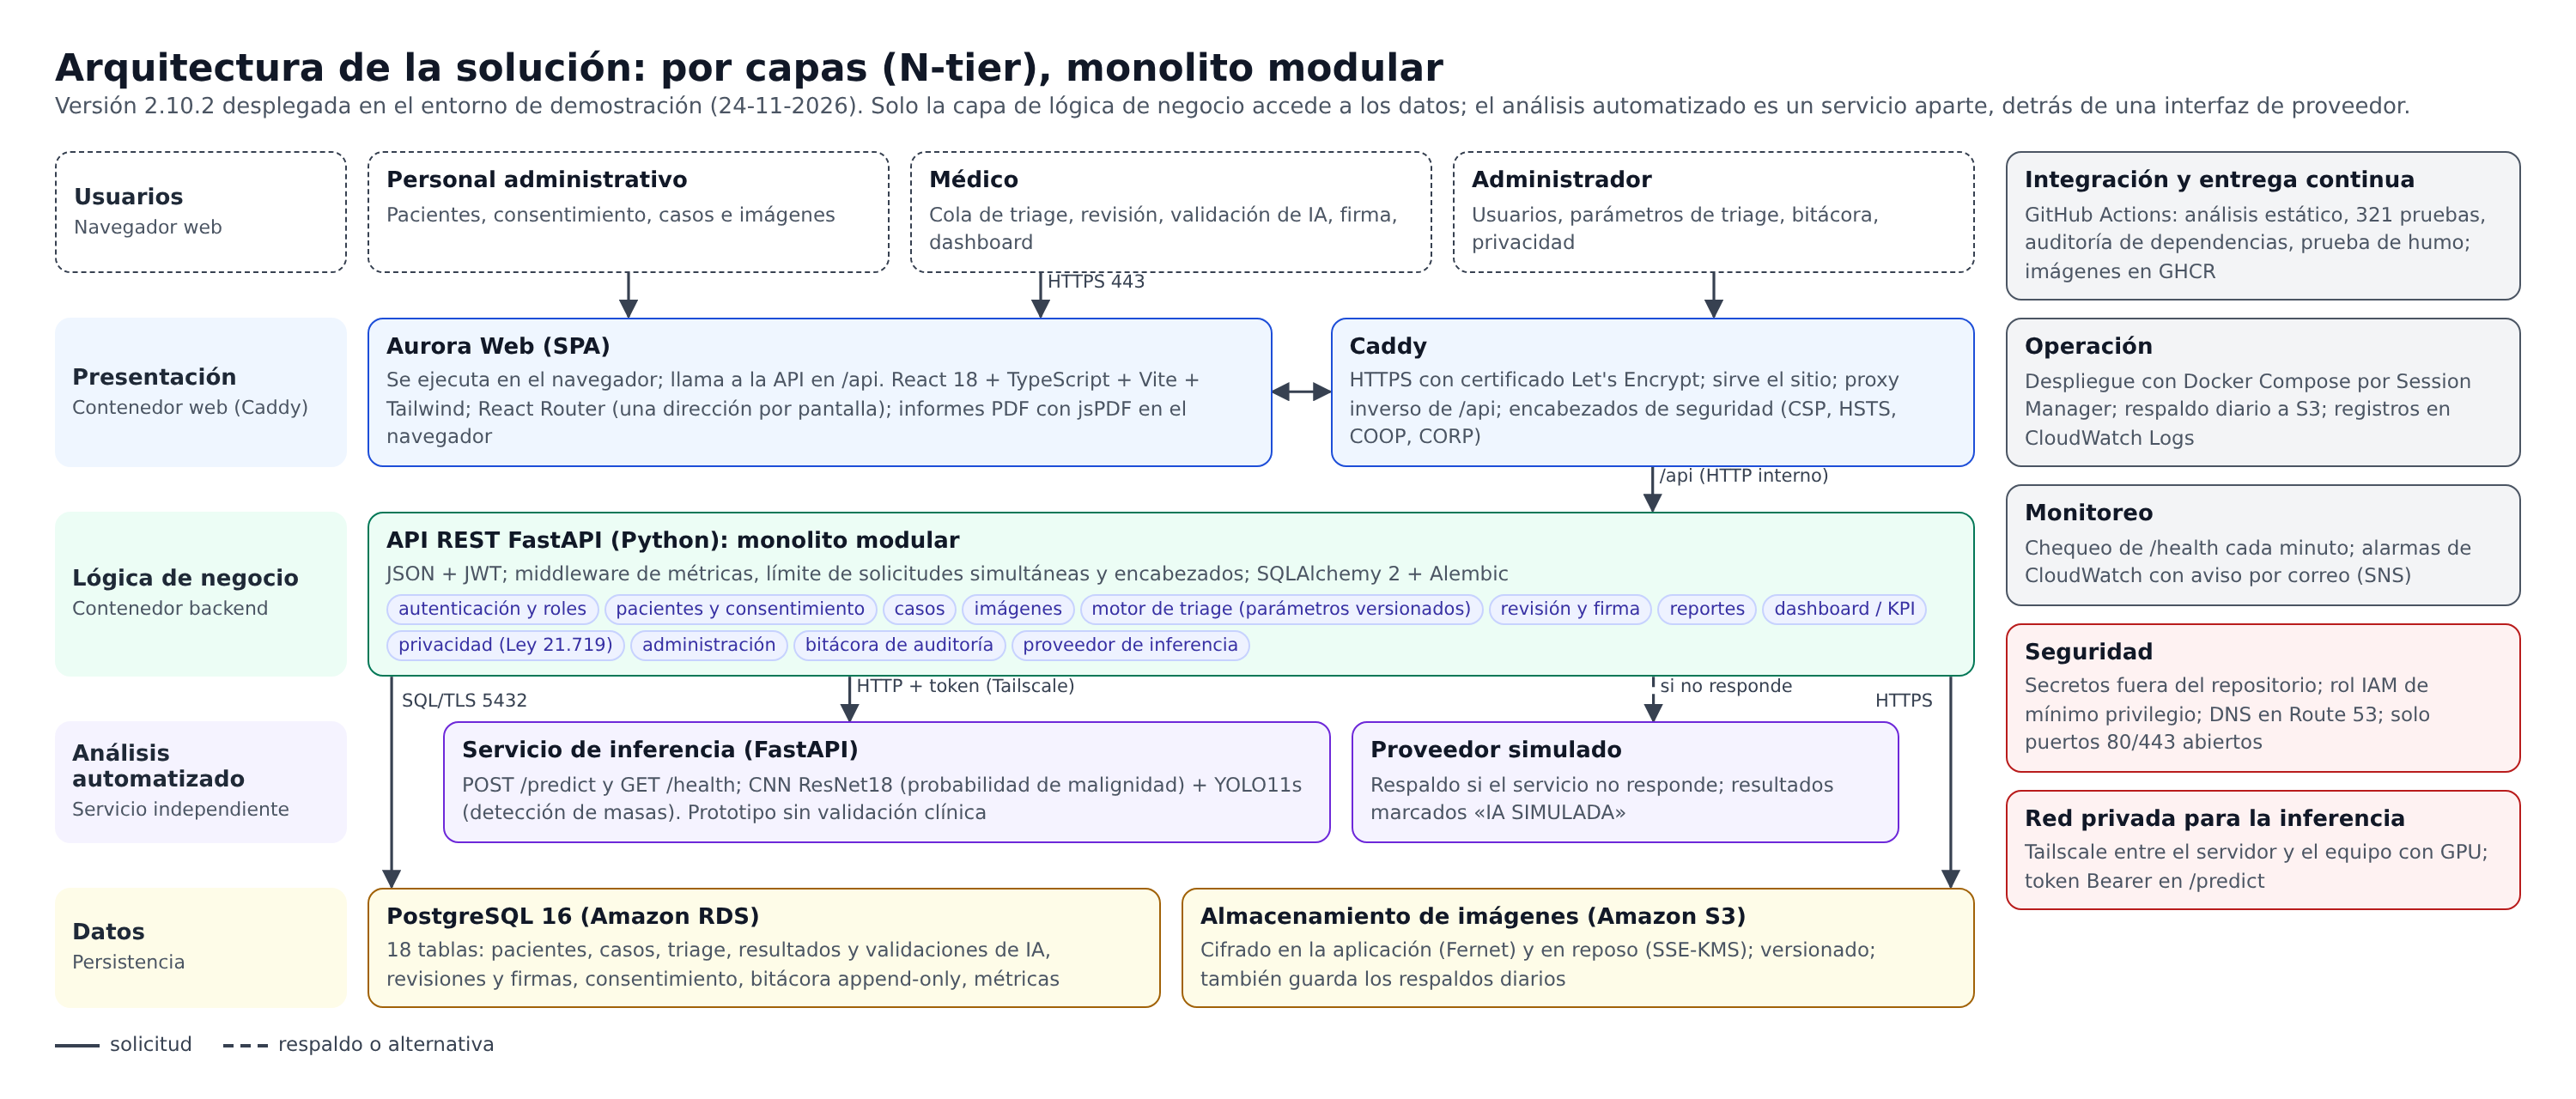 Arquitectura de la solución: por capas (N-tier), monolito modular
Versión 2.10.2 desplegada en el entorno de demostración (24-11-2026). Solo la capa de lógica de negocio accede a los datos; el análisis automatizado es un servicio aparte, detrás de una interfaz de proveedor.
Usuarios
Navegador web
Personal administrativo
Pacientes, consentimiento, casos e imágenes
Médico
Cola de triage, revisión, validación de IA, firma,
dashboard
Administrador
Usuarios, parámetros de triage, bitácora,
privacidad
HTTPS 443
Presentación
Contenedor web (Caddy)
Aurora Web (SPA)
Se ejecuta en el navegador; llama a la API en /api. React 18 + TypeScript + Vite +
Tailwind; React Router (una dirección por pantalla); informes PDF con jsPDF en el
navegador
Caddy
HTTPS con certificado Let's Encrypt; sirve el sitio; proxy
inverso de /api; encabezados de seguridad (CSP, HSTS,
COOP, CORP)
/api (HTTP interno)
Lógica de negocio
Contenedor backend
API REST FastAPI (Python): monolito modular
JSON + JWT; middleware de métricas, límite de solicitudes simultáneas y encabezados; SQLAlchemy 2 + Alembic
autenticación y roles
pacientes y consentimiento
casos
imágenes
motor de triage (parámetros versionados)
revisión y firma
reportes
dashboard / KPI
privacidad (Ley 21.719)
administración
bitácora de auditoría
proveedor de inferencia
SQL/TLS 5432
HTTP + token (Tailscale)
si no responde
HTTPS
Análisis
automatizado
Servicio independiente
Servicio de inferencia (FastAPI)
POST /predict y GET /health; CNN ResNet18 (probabilidad de malignidad) + YOLO11s
(detección de masas). Prototipo sin validación clínica
Proveedor simulado
Respaldo si el servicio no responde; resultados
marcados «IA SIMULADA»
Datos
Persistencia
PostgreSQL 16 (Amazon RDS)
18 tablas: pacientes, casos, triage, resultados y validaciones de IA,
revisiones y firmas, consentimiento, bitácora append-only, métricas
Almacenamiento de imágenes (Amazon S3)
Cifrado en la aplicación (Fernet) y en reposo (SSE-KMS); versionado;
también guarda los respaldos diarios
Integración y entrega continua
GitHub Actions: análisis estático, 321 pruebas,
auditoría de dependencias, prueba de humo;
imágenes en GHCR
Operación
Despliegue con Docker Compose por Session
Manager; respaldo diario a S3; registros en
CloudWatch Logs
Monitoreo
Chequeo de /health cada minuto; alarmas de
CloudWatch con aviso por correo (SNS)
Seguridad
Secretos fuera del repositorio; rol IAM de
mínimo privilegio; DNS en Route 53; solo
puertos 80/443 abiertos
Red privada para la inferencia
Tailscale entre el servidor y el equipo con GPU;
token Bearer en /predict
solicitud
respaldo o alternativa